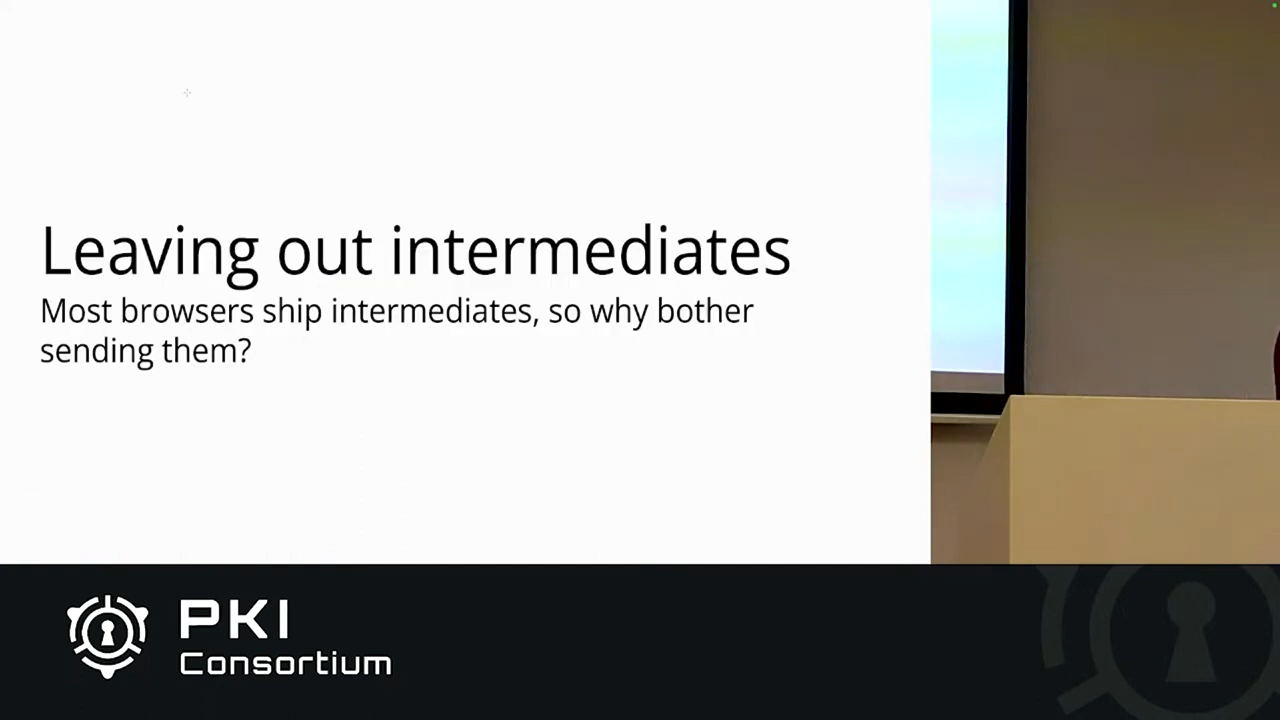 Leaving out intermediates
Most browsers ship intermediates, so why bother
sending them?
PKI
Consortium